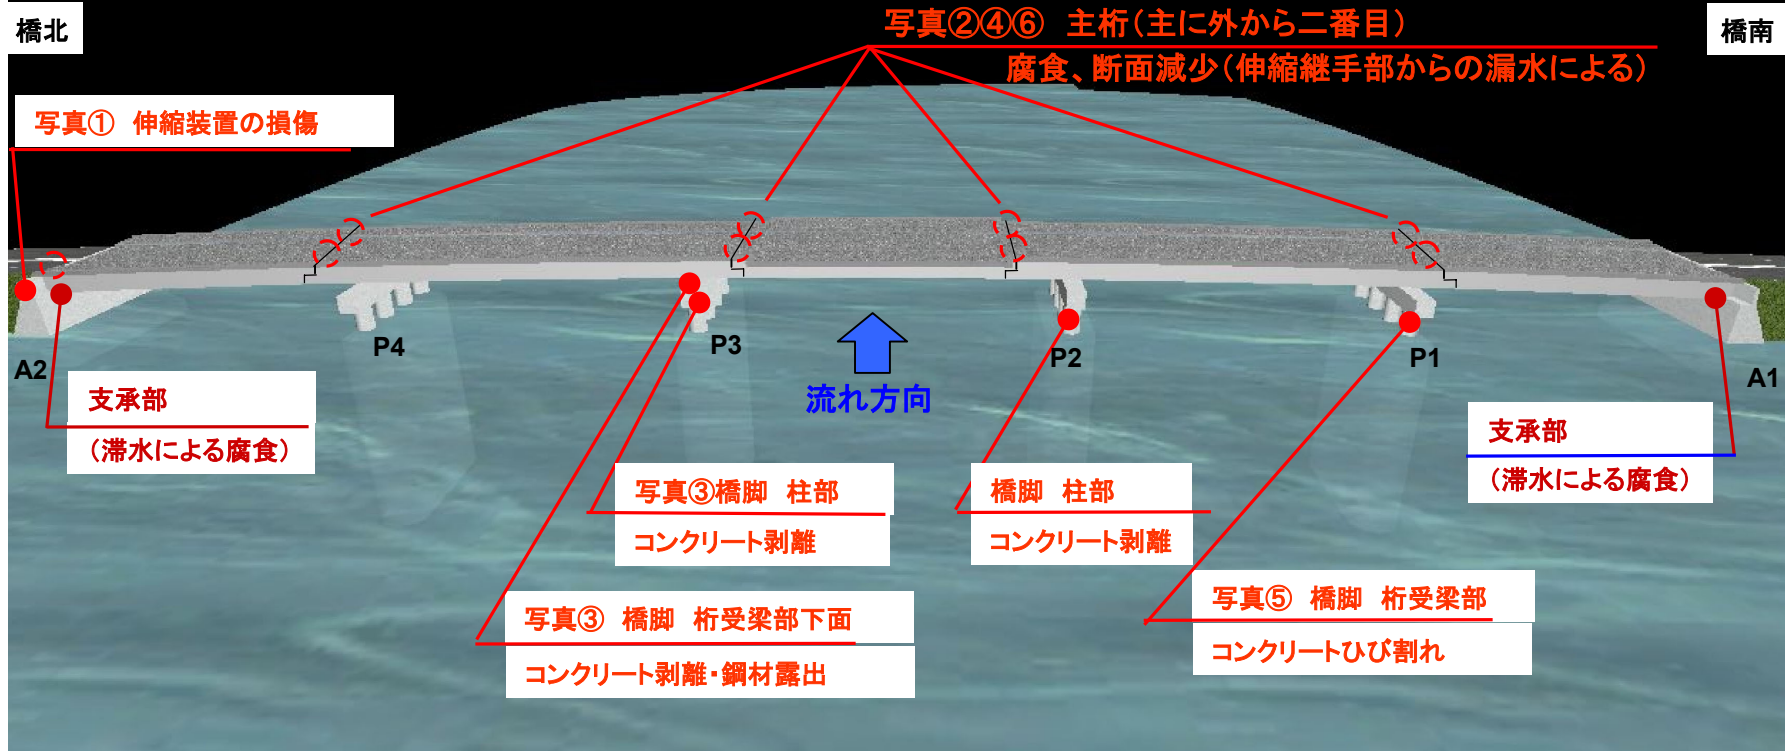 橋北
写真②④⑥　主桁(主に外から二番目)
橋南
腐食、断面減少(伸縮継手部からの漏水による)
写真①　伸縮装置の損傷
A2
P4
P3
P2
P1
A1
流れ方向
支承部
(滞水による腐食)
支承部
(滞水による腐食)
写真③橋脚　柱部
コンクリート剥離
橋脚　柱部
コンクリート剥離
写真③　橋脚　桁受梁部下面
コンクリート剥離・鋼材露出
写真⑤　橋脚　桁受梁部
コンクリートひび割れ